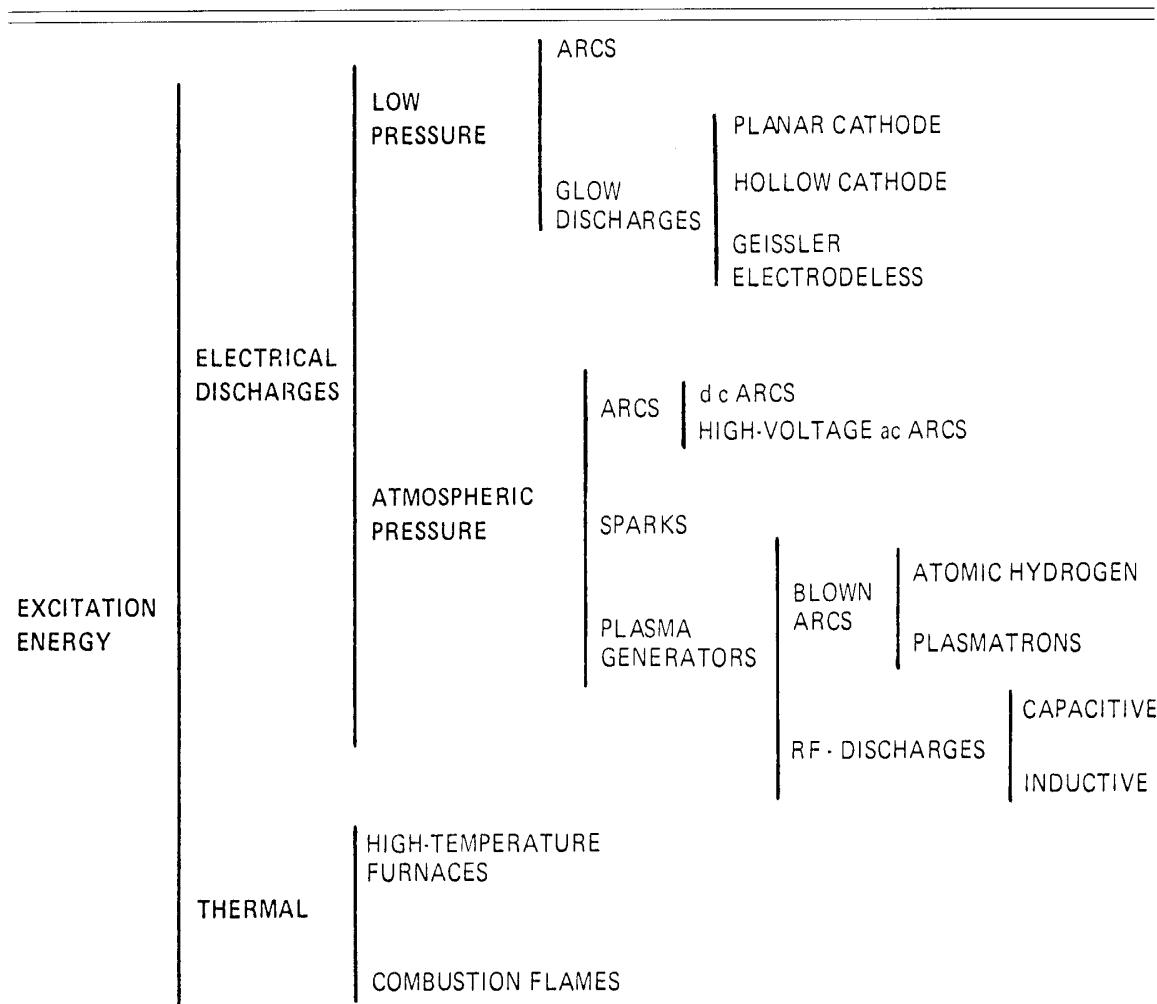 ARCS
LOW
PRESSURE
PLANAR CATHODE
HOLLOW CATHODE
GLOW
DISCHARGES
GEISSLER
ELECTRODELESS
ELECTRICAL
DISCHARGES
ARCS
d c ARCS
HIGH-VOLTAGE ac ARCS
ATMOSPHERIC
PRESSURE
SPARKS
BLOWN
ARCS
ATOMIC HYDROGEN
PLASMATRONS
EXCITATION
ENERGY
PLASMA
GENERATORS
CAPACITIVE
RF - DISCHARGES
INDUCTIVE
HIGH-TEMPERATURE
FURNACES
THERMAL
COMBUSTION FLAMES